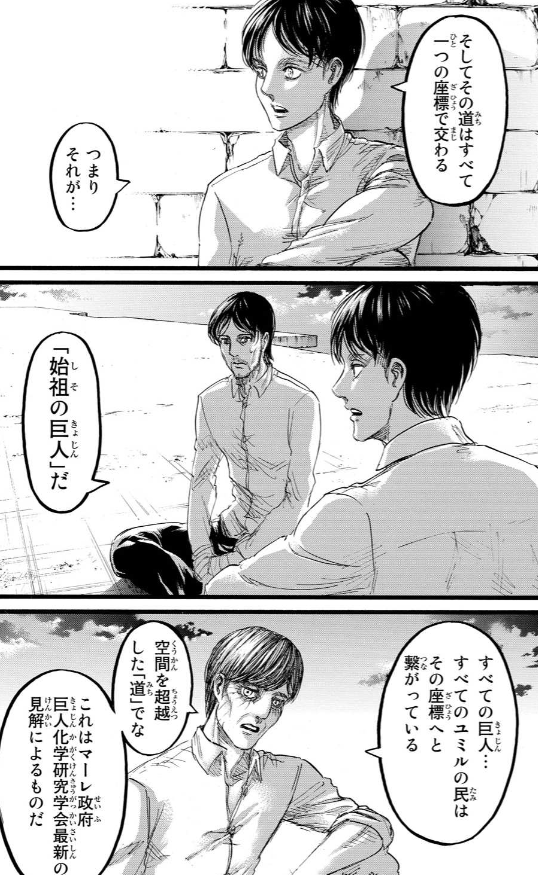 そしてその道はすべて
一つの座標で交わる
つまり
それが…
「始祖の巨人」だ
すべての巨人…
すべてのユミルの民は
その座標へと
繋がっている
空間を超越
した「道」でな
これはマーレ政府
巨人化学研究学会最新の
見解によるものだ